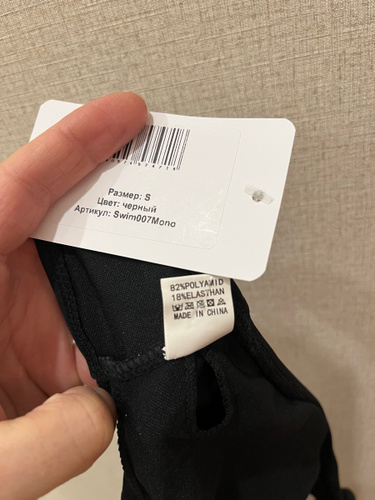 Размер: S
Цвет: черный
Артикул: Swim007Mono
82%POLYAMID
18%ELASTHAN
MADE IN CHINA